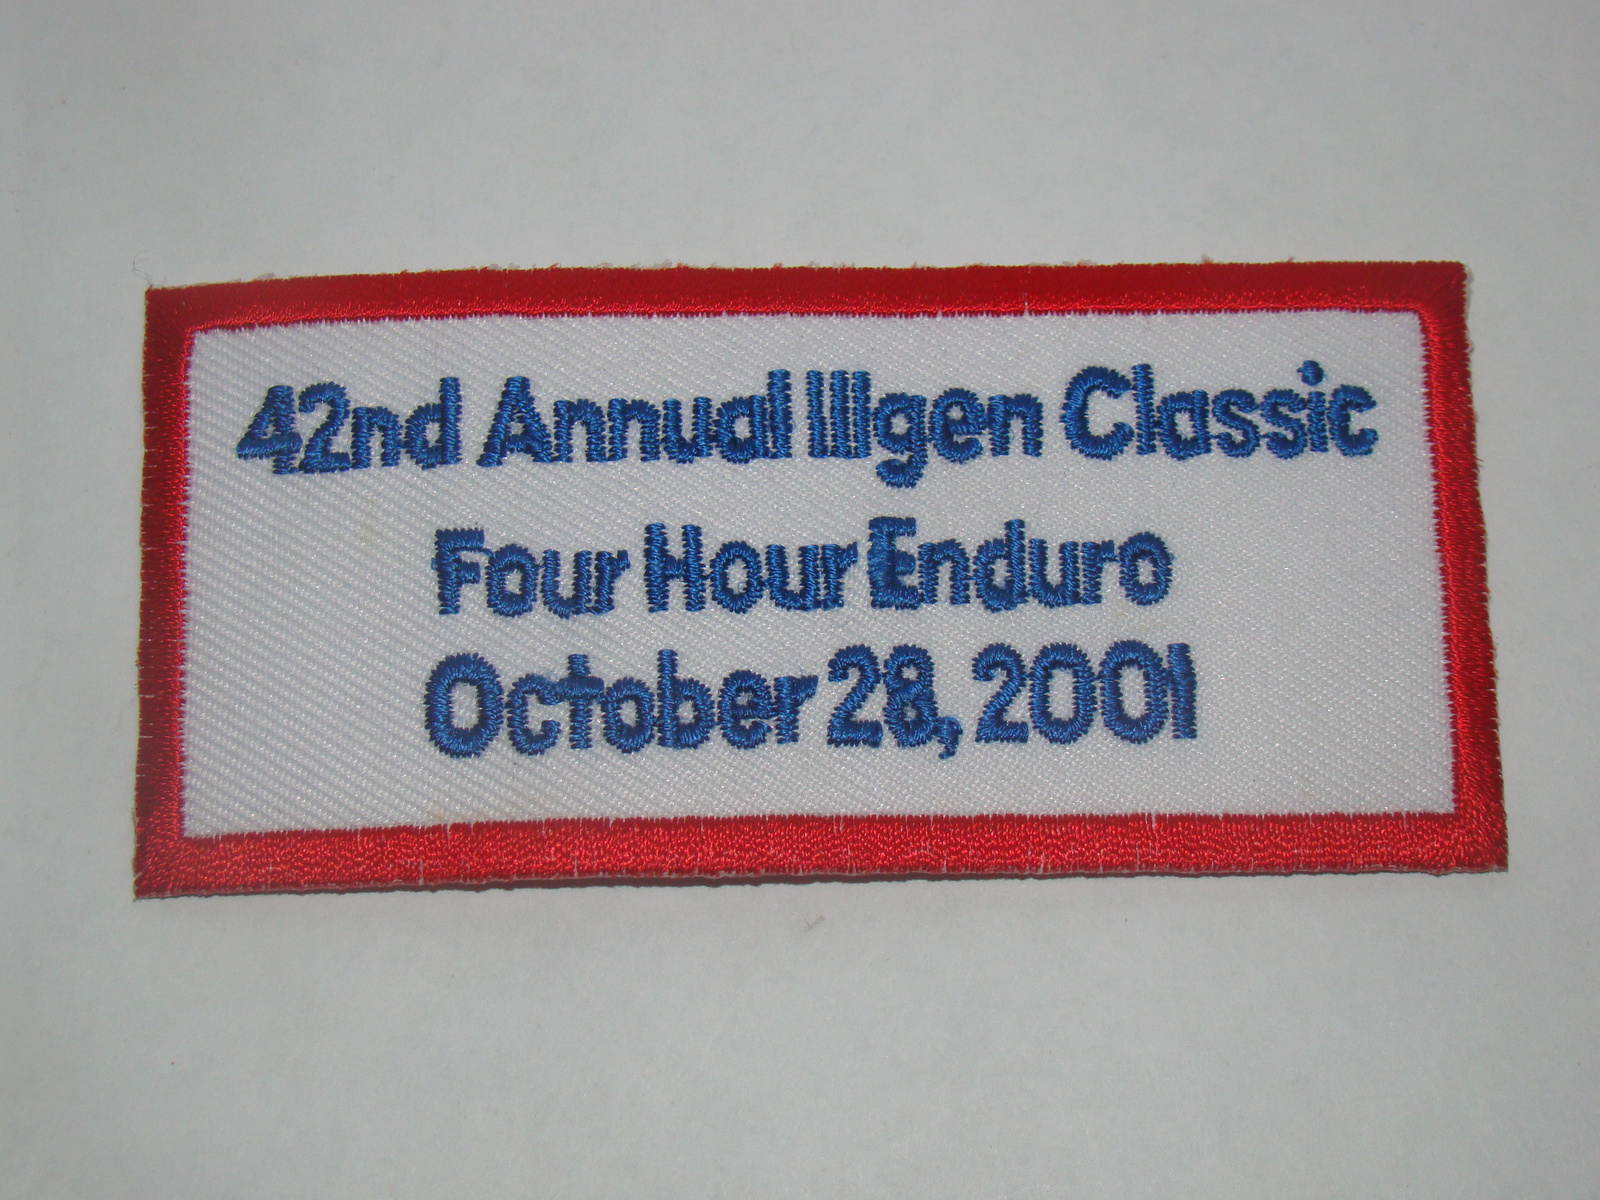 42nd Annual Illgen Classic
Four Hour Enduro
October 28, 2001